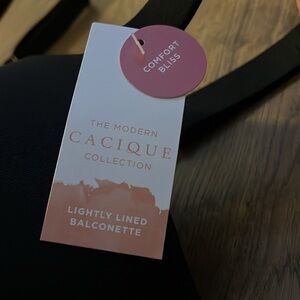 COMFORT
BLISS
THE MODERN
CACIQUE
COLLECTION
LIGHTLY LINED
BALCONETTE